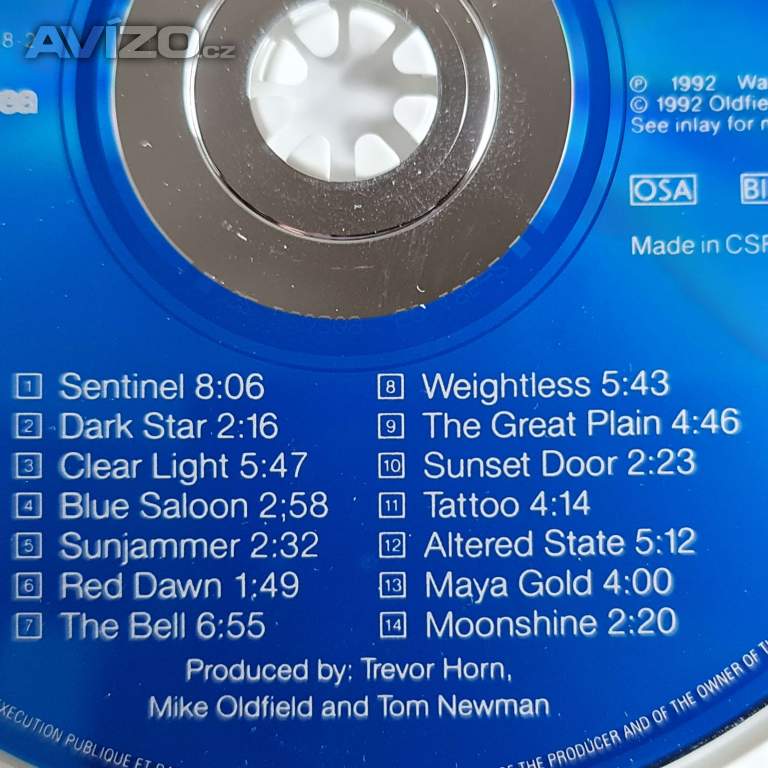 AVÍZO.cz
℗ 1992
© 1992
See inlay for
OSA
Made in
1 Sentinel 8:06
2 Dark Star 2:16
3 Clear Light 5:47
4 Blue Saloon 2;58
5 Sunjammer 2:32
6 Red Dawn 1:49
7 The Bell 6:55
8 Weightless 5:43
9 The Great Plain 4:46
10 Sunset Door 2:23
11 Tattoo 4:14
12 Altered State 5:12
13 Maya Gold 4:00
14 Moonshine 2:20
Produced by: Trevor Horn,
Mike Oldfield and Tom Newman
PUBLIQUE ET
THE PRODUCER AND OF THE OWNER OF